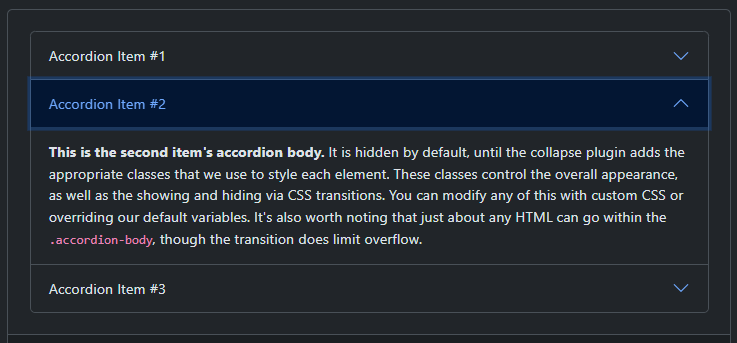 Accordion Item #1
Accordion Item #2
This is the second item's accordion body. It is hidden by default, until the collapse plugin adds the
appropriate classes that we use to style each element. These classes control the overall appearance,
as well as the showing and hiding via CSS transitions. You can modify any of this with custom CSS or
overriding our default variables. It's also worth noting that just about any HTML can go within the
.accordion-body, though the transition does limit overflow.
Accordion Item #3